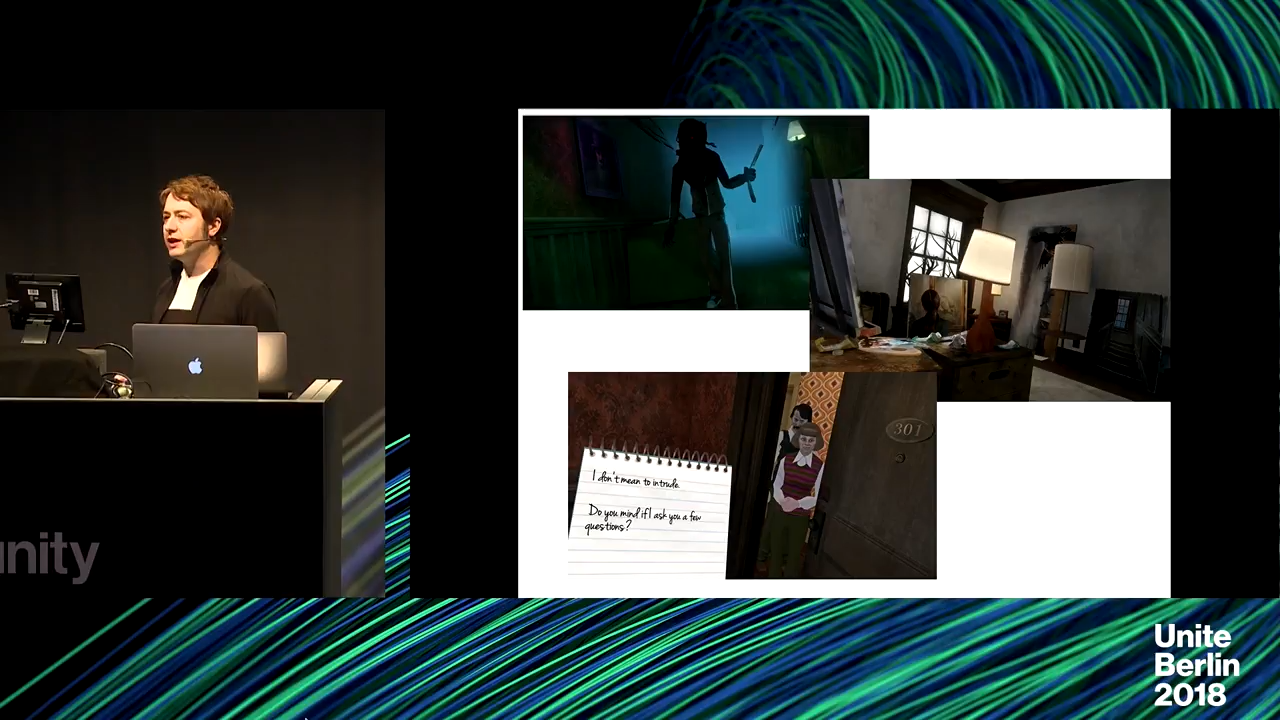 301
I don't mean to intrude.
Do you mind if I ask you a few
questions?
unity
Unite
Berlin
2018